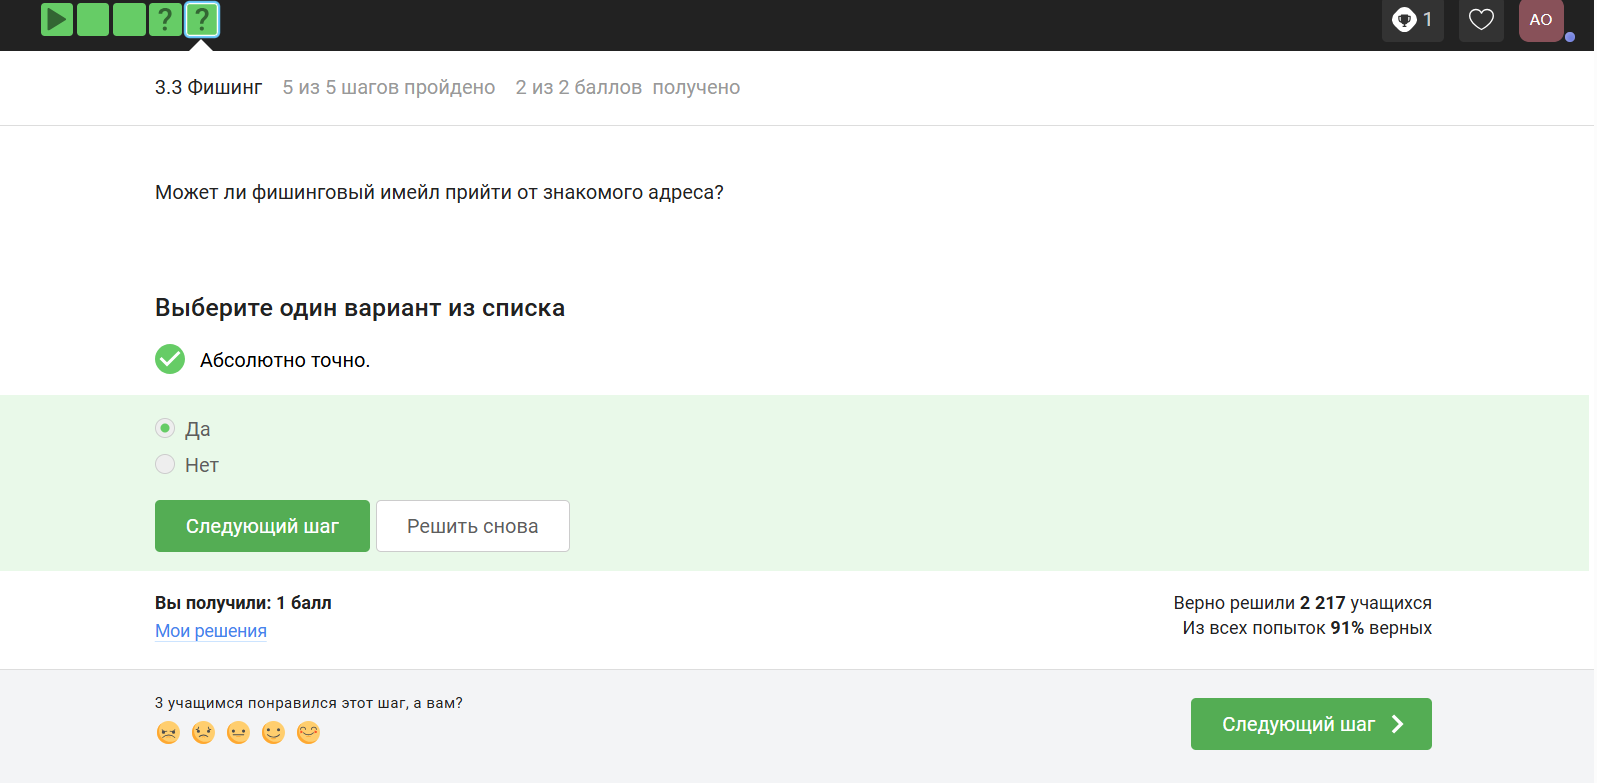 ? ?
1
AO
3.3 Фишинг 5 из 5 шагов пройдено 2 из 2 баллов получено
Может ли фишинговый имейл прийти от знакомого адреса?
Выберите один вариант из списка
Абсолютно точно.
Да
Нет
Следующий шаг Решить снова
Вы получили: 1 балл
Мои решения
Верно решили 2 217 учащихся
Из всех попыток 91% верных
3 учащимся понравился этот шаг, а вам?
Следующий шаг